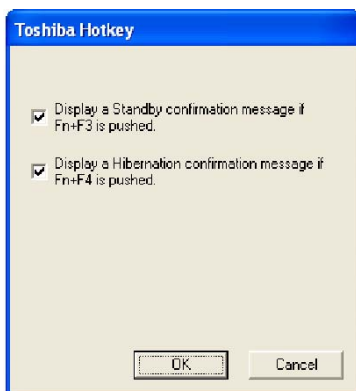 Toshiba Hotkey
Display a Standby confirmation message if
Fn+F3 is pushed.
Display a Hibernation confirmation message if
Fn+F4 is pushed.
OK
Cancel